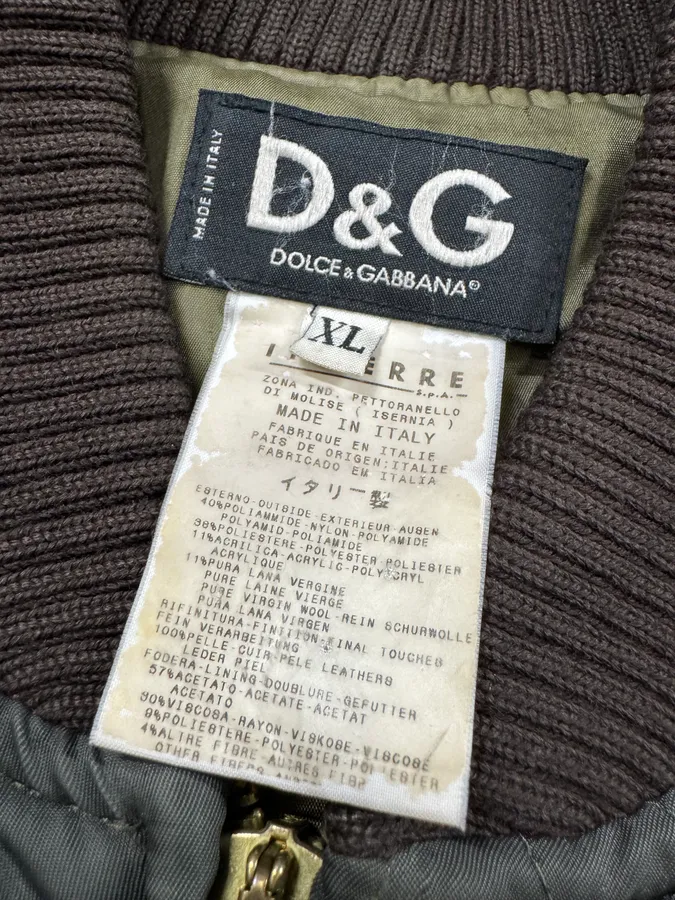 MADE IN ITALY
D&G
DOLCE & GABBANA®
XL
S.p.A.
ZONA IND. PETTORANELLO
DI MOLISE ( ISERNIA )
MADE IN ITALY
FABRIQUE EN ITALIE
PAIS DE ORIGEN:ITALIE
FABRICADO EM ITALIA
イタリー製
ESTERNO-OUTSIDE-EXTERIEUR-AUßEN
40%POLIAMMIDE-NYLON-POLYAMIDE
POLYAMID-POLIAMIDE
38%POLIESTERE-POLYESTER-POLIESTER
11%ACRILICA-ACRYLIC-POLYACRYL
ACRYLIQUE
11%PURA LANA VERGINE
PURE LAINE VIERGE
PURE VIRGIN WOOL-REIN SCHURWOLLE
PURA LANA VIRGEN
RIFINITURA-FINITION-FINAL TOUCHES
FEIN VERARBEITUNG
100%PELLE-CUIR-PELE LEATHERS
LEDER PIEL
FODERA-LINING-DOUBLURE-GEFUTTER
57%ACETATO-ACETATE-ACETAT
ACETATO
30%VISCOSA-RAYON-VISKOSE-VISCOSE
9%POLIESTERE-POLYESTER-POLIESTER
4%ALTRE FIBRE-AUTRES FIBR
OTHER FIBERS